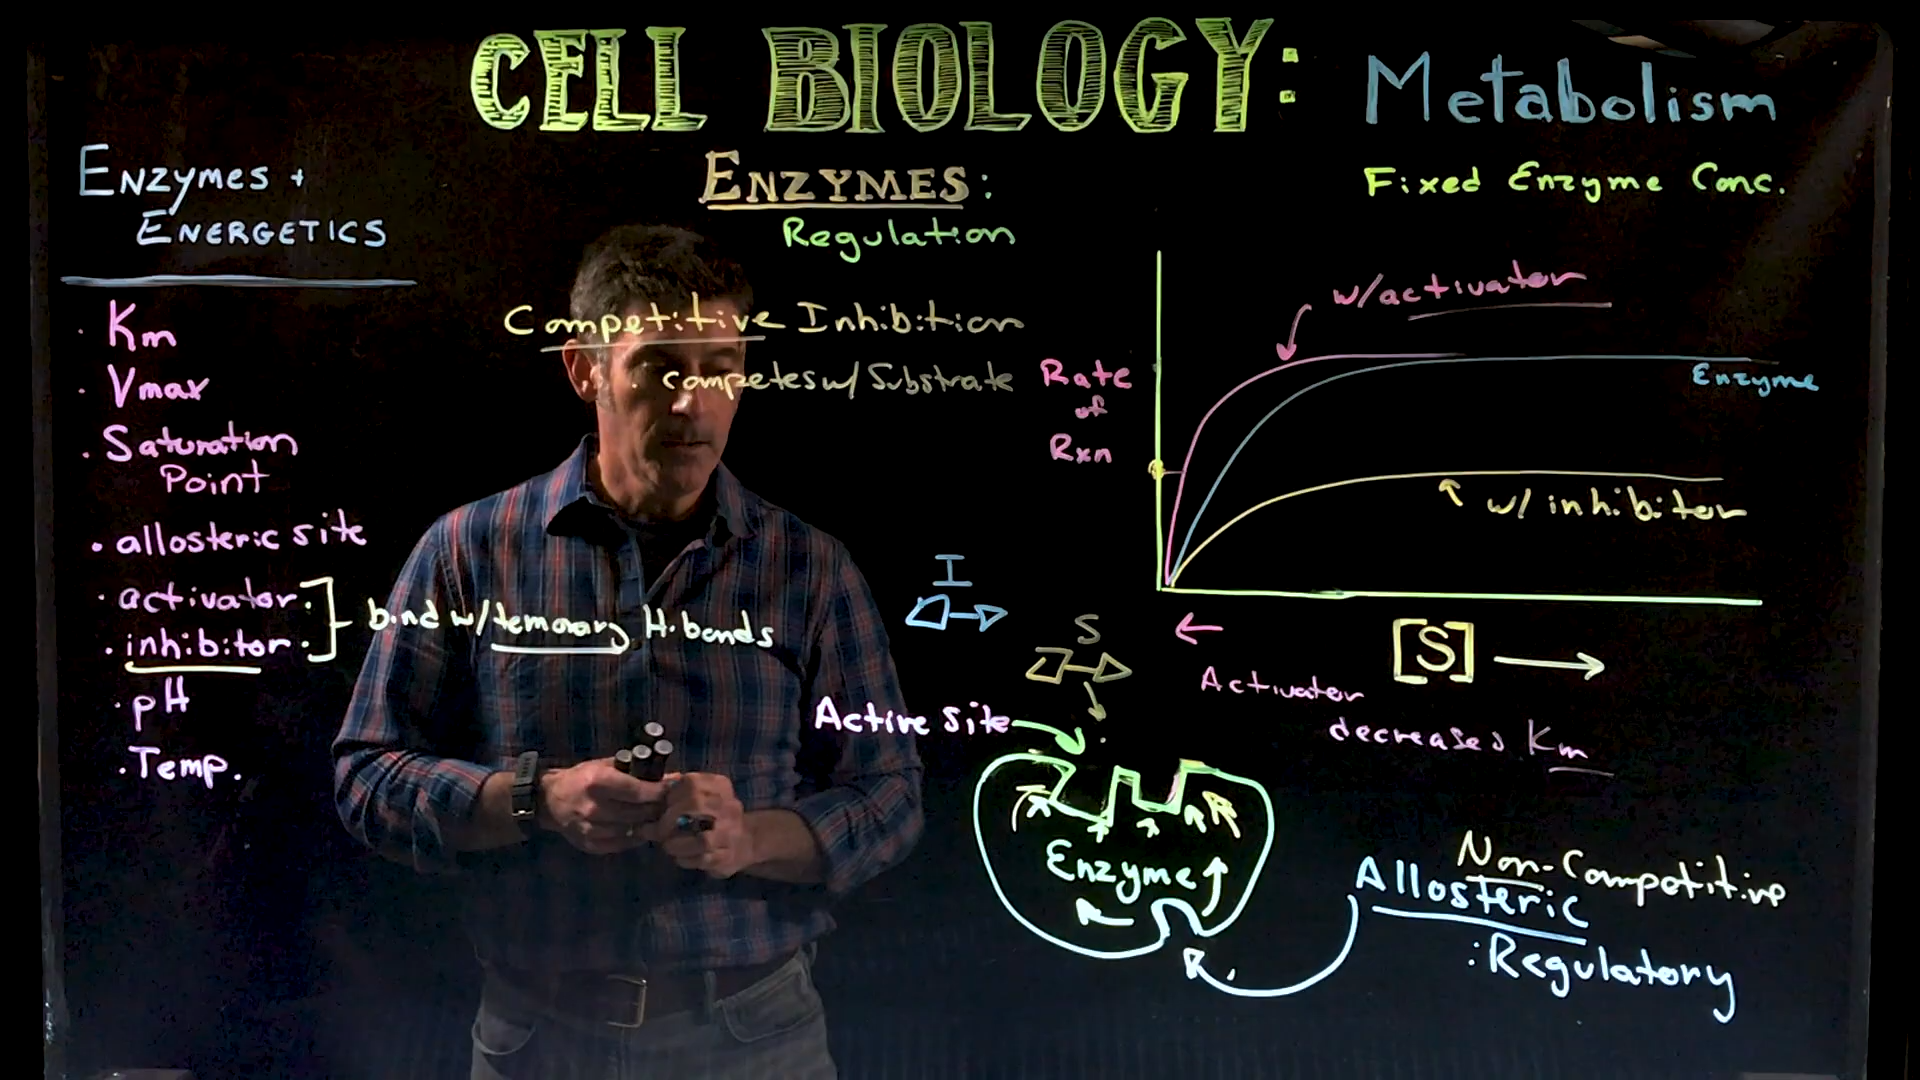 CELL BIOLOGY: Metabolism
ENZYMES +
ENERGETICS
· Km
· Vmax
· Saturation
Point
· allosteric site
· activator ·
· inhibitor ·
bind w/temorary H-bonds
· pH
· Temp.
ENZYMES:
Regulation
Competitive Inhibition
· competes w/ Substrate
Fixed Enzyme Conc.
w/activator
Rate
of
Rxn
Enzyme
w/ inhibitor
[S]
Activator
decreases Km
I
S
Active site
Enzyme
Non-Competitive
Allosteric
: Regulatory